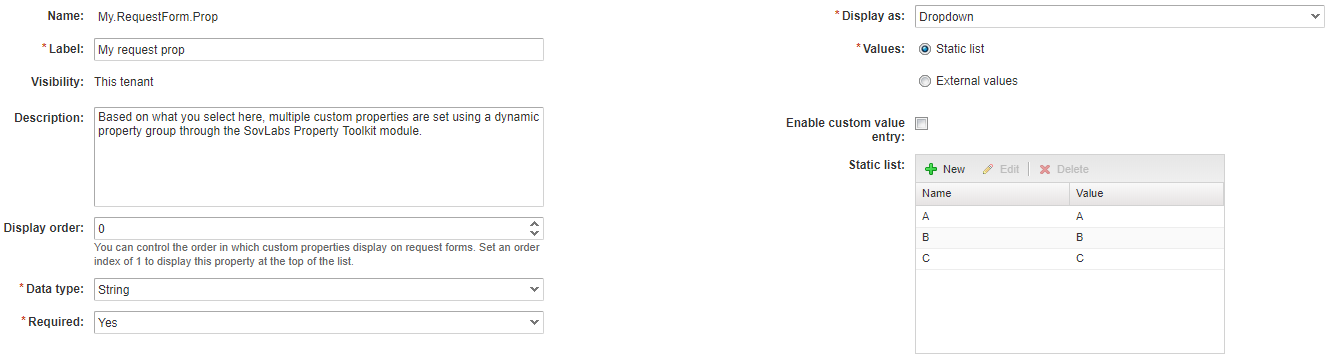 Name: My.RequestForm.Prop
* Label: My request prop
Visibility: This tenant
Description: Based on what you select here, multiple custom properties are set using a dynamic
property group through the SovLabs Property Toolkit module.
Display order: 0
You can control the order in which custom properties display on request forms. Set an order
index of 1 to display this property at the top of the list.
* Data type: String
* Required: Yes
* Display as: Dropdown
* Values: Static list
External values
Enable custom value
entry:
Static list: New Edit Delete
Name Value
A A
B B
C C